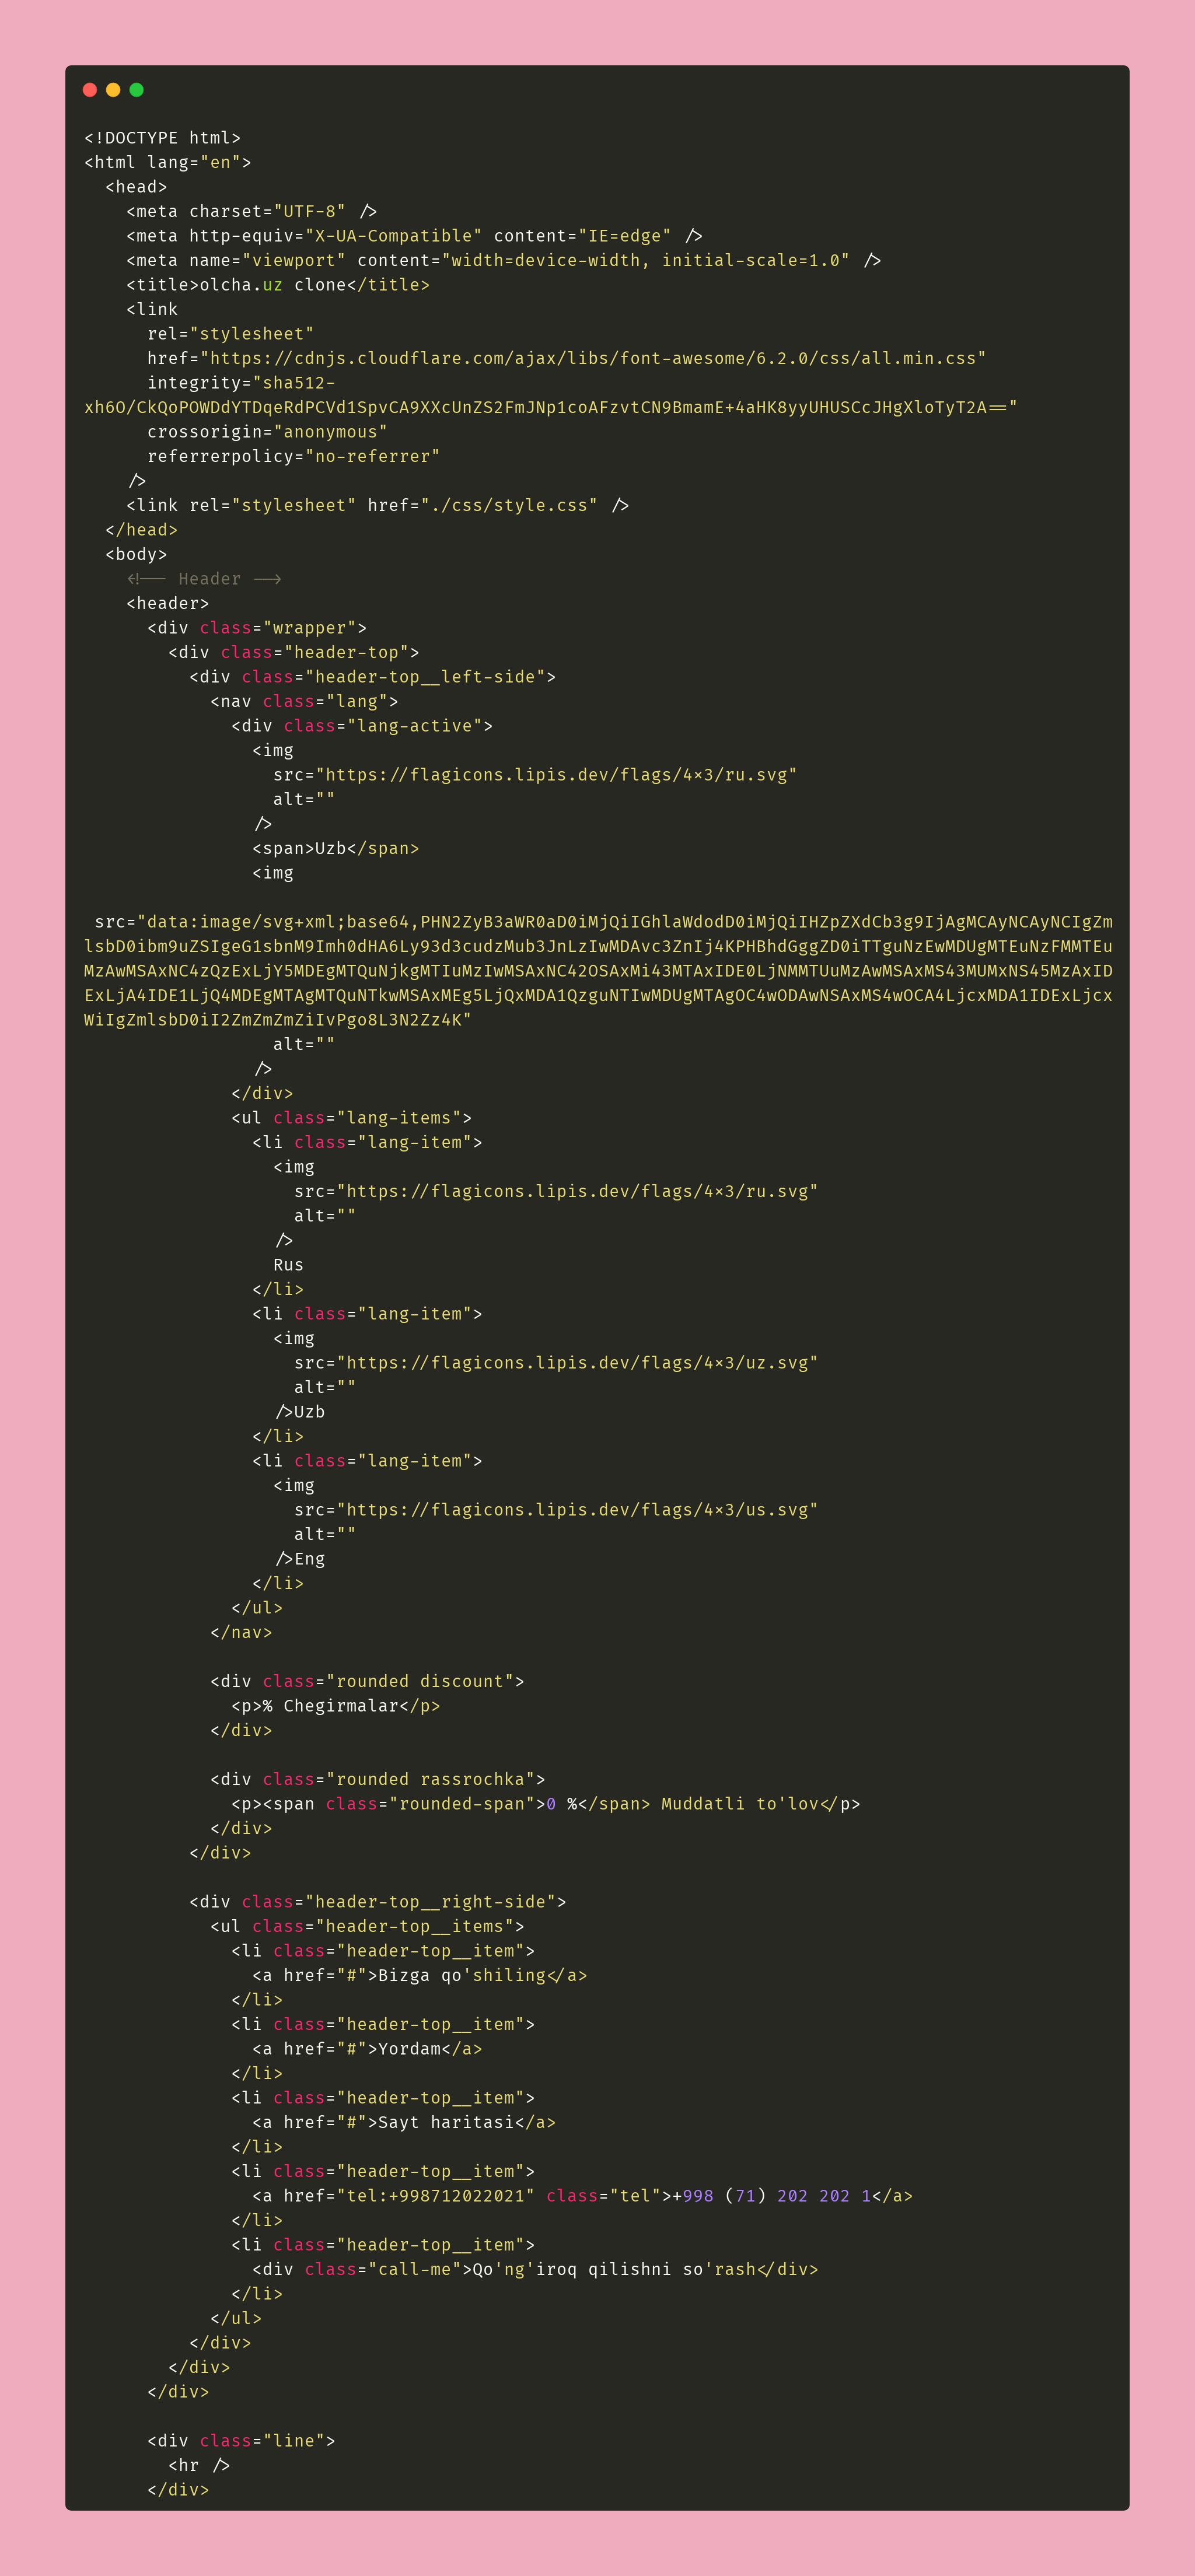 <!DOCTYPE html>
<html lang="en">
  <head>
    <meta charset="UTF-8" />
    <meta http-equiv="X-UA-Compatible" content="IE=edge" />
    <meta name="viewport" content="width=device-width, initial-scale=1.0" />
    <title>olcha.uz clone</title>
    <link
      rel="stylesheet"
      href="https://cdnjs.cloudflare.com/ajax/libs/font-awesome/6.2.0/css/all.min.css"
      integrity="sha512-
xh6O/CkQoPOWDdYTDqeRdPCVd1SpvCA9XXcUnZS2FmJNp1coAFzvtCN9BmamE+4aHK8yyUHUSCcJHgXloTyT2A=="
      crossorigin="anonymous"
      referrerpolicy="no-referrer"
    />
    <link rel="stylesheet" href="./css/style.css" />
  </head>
  <body>
    <!-- Header -->
    <header>
      <div class="wrapper">
        <div class="header-top">
          <div class="header-top__left-side">
            <nav class="lang">
              <div class="lang-active">
                <img
                  src="https://flagicons.lipis.dev/flags/4x3/ru.svg"
                  alt=""
                />
                <span>Uzb</span>
                <img
 src="data:image/svg+xml;base64,PHN2ZyB3aWR0aD0iMjQiIGhlaWdodD0iMjQiIHZpZXdCb3g9IjAgMCAyNCAyNCIgZm
lsbD0ibm9uZSIgeG1sbnM9Imh0dHA6Ly93d3cudzMub3JnLzIwMDAvc3ZnIj4KPHBhdGggZD0iTTguNzEwMDUgMTEuNzFMMTEu
MzAwMSAxNC4zQzExLjY5MDEgMTQuNjkgMTIuMzIwMSAxNC42OSAxMi43MTAxIDE0LjNMMTUuMzAwMSAxMS43MUMxNS45MzAxID
ExLjA4IDE1LjQ4MDEgMTAgMTQuNTkwMSAxMEg5LjQxMDA1QzguNTIwMDUgMTAgOC4wODAwNSAxMS4wOCA4LjcxMDA1IDExLjcx
WiIgZmlsbD0iI2ZmZmZmZiIvPgo8L3N2Zz4K"
                  alt=""
                />
              </div>
              <ul class="lang-items">
                <li class="lang-item">
                  <img
                    src="https://flagicons.lipis.dev/flags/4x3/ru.svg"
                    alt=""
                  />
                  Rus
                </li>
                <li class="lang-item">
                  <img
                    src="https://flagicons.lipis.dev/flags/4x3/uz.svg"
                    alt=""
                  />Uzb
                </li>
                <li class="lang-item">
                  <img
                    src="https://flagicons.lipis.dev/flags/4x3/us.svg"
                    alt=""
                  />Eng
                </li>
              </ul>
            </nav>

            <div class="rounded discount">
              <p>% Chegirmalar</p>
            </div>

            <div class="rounded rassrochka">
              <p><span class="rounded-span">0 %</span> Muddatli to'lov</p>
            </div>
          </div>

          <div class="header-top__right-side">
            <ul class="header-top__items">
              <li class="header-top__item">
                <a href="#">Bizga qo'shiling</a>
              </li>
              <li class="header-top__item">
                <a href="#">Yordam</a>
              </li>
              <li class="header-top__item">
                <a href="#">Sayt haritasi</a>
              </li>
              <li class="header-top__item">
                <a href="tel:+998712022021" class="tel">+998 (71) 202 202 1</a>
              </li>
              <li class="header-top__item">
                <div class="call-me">Qo'ng'iroq qilishni so'rash</div>
              </li>
            </ul>
          </div>
        </div>
      </div>

      <div class="line">
        <hr />
      </div>